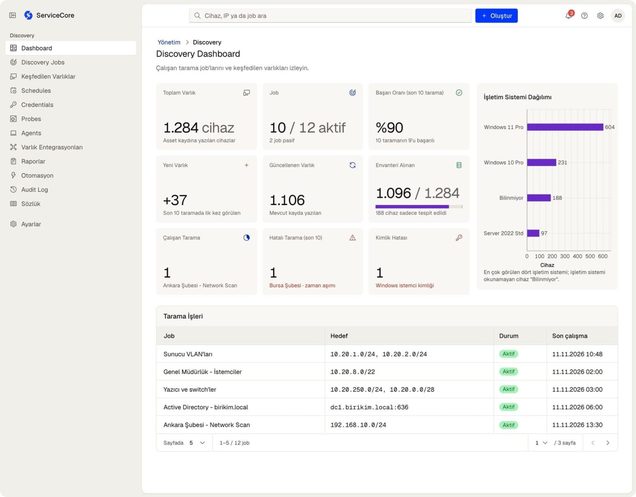 ServiceCore
Cihaz, IP ya da job ara
+ Oluştur
3
AD
Discovery
Dashboard
Discovery Jobs
Keşfedilen Varlıklar
Schedules
Credentials
Probes
Agents
Varlık Entegrasyonları
Raporlar
Otomasyon
Audit Log
Sözlük
Ayarlar
Yönetim > Discovery
Discovery Dashboard
Çalışan tarama job'larını ve keşfedilen varlıkları izleyin.
Toplam Varlık
1.284 cihaz
Asset kaydına yazılan cihazlar
Job
10 / 12 aktif
2 job pasif
Başarı Oranı (son 10 tarama)
%90
10 taramanın 9'u başarılı
Yeni Varlık
+37
Son 10 taramada ilk kez görülen
Güncellenen Varlık
1.106
Mevcut kayda yazılan
Envanteri Alınan
1.096 / 1.284
188 cihaz sadece tespit edildi
Çalışan Tarama
1
Ankara Şubesi - Network Scan
Hatalı Tarama (son 10)
1
Bursa Şubesi · zaman aşımı
Kimlik Hatası
1
Windows istemci kimliği
İşletim Sistemi Dağılımı
Windows 11 Pro
604
Windows 10 Pro
231
Bilinmiyor
188
Server 2022 Std
97
0 100 200 300 400 500 600
Cihaz
En çok görülen dört işletim sistemi; işletim sistemi
okunamayan cihaz "Bilinmiyor".
Tarama İşleri
Job Hedef Durum Son çalışma
Sunucu VLAN'ları 10.20.1.0/24, 10.20.2.0/24 Aktif 11.11.2026 10:48
Genel Müdürlük - İstemciler 10.20.8.0/22 Aktif 11.11.2026 02:00
Yazıcı ve switch'ler 10.20.250.0/24, 10.20.0.0/28 Aktif 11.11.2026 03:00
Active Directory - birikim.local dc1.birikim.local:636 Aktif 11.11.2026 06:00
Ankara Şubesi - Network Scan 192.168.10.0/24 Aktif 11.11.2026 13:30
Sayfada 5 1–5 / 12 job 1 / 3 sayfa